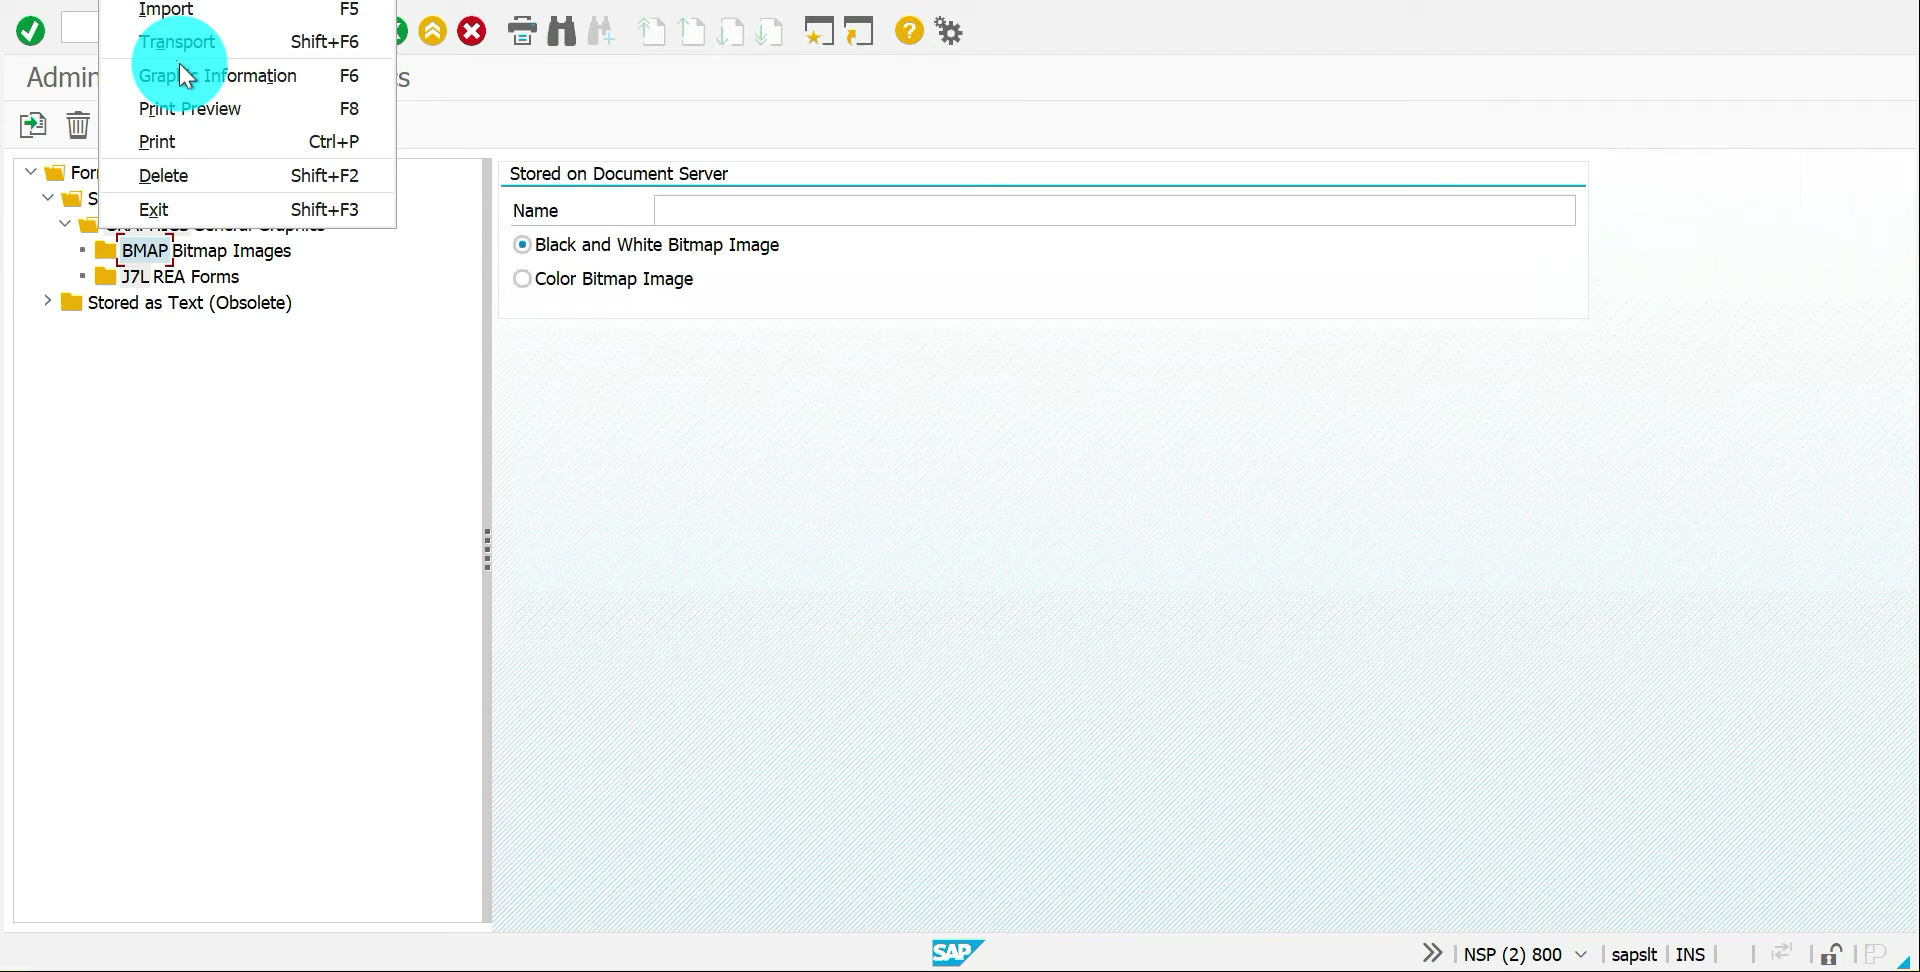 Import F5
Transport Shift+F6
Graphic Information F6
Print Preview F8
Print Ctrl+P
Delete Shift+F2
Exit Shift+F3
BMAP Bitmap Images
J7L REA Forms
Stored as Text (Obsolete)
Stored on Document Server
Name
Black and White Bitmap Image
Color Bitmap Image
SAP
NSP (2) 800
sapslt
INS